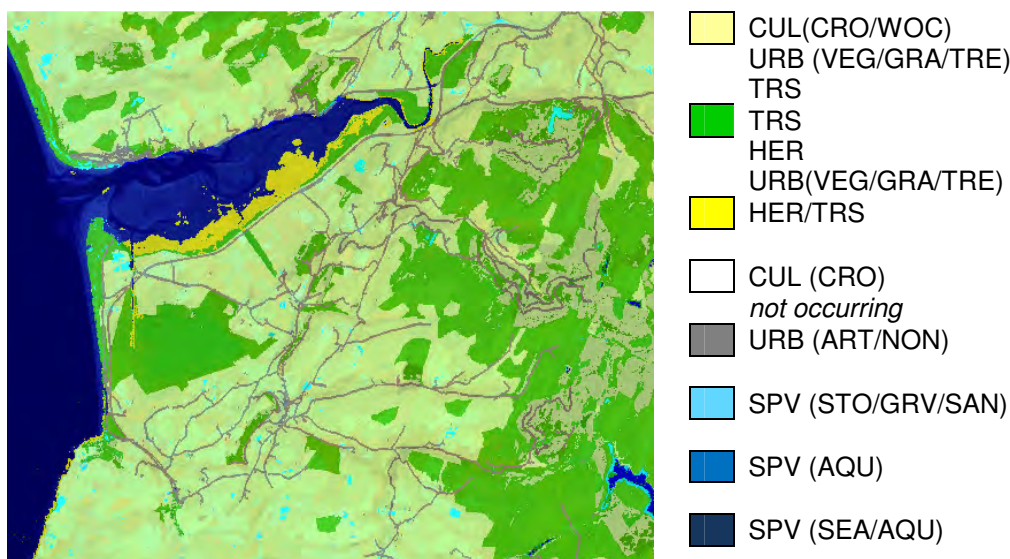 CUL(CRO/WOC)
URB (VEG/GRA/TRE)
TRS
TRS
HER
URB(VEG/GRA/TRE)
HER/TRS
CUL (CRO)
not occurring
URB (ART/NON)
SPV (STO/GRV/SAN)
SPV (AQU)
SPV (SEA/AQU)